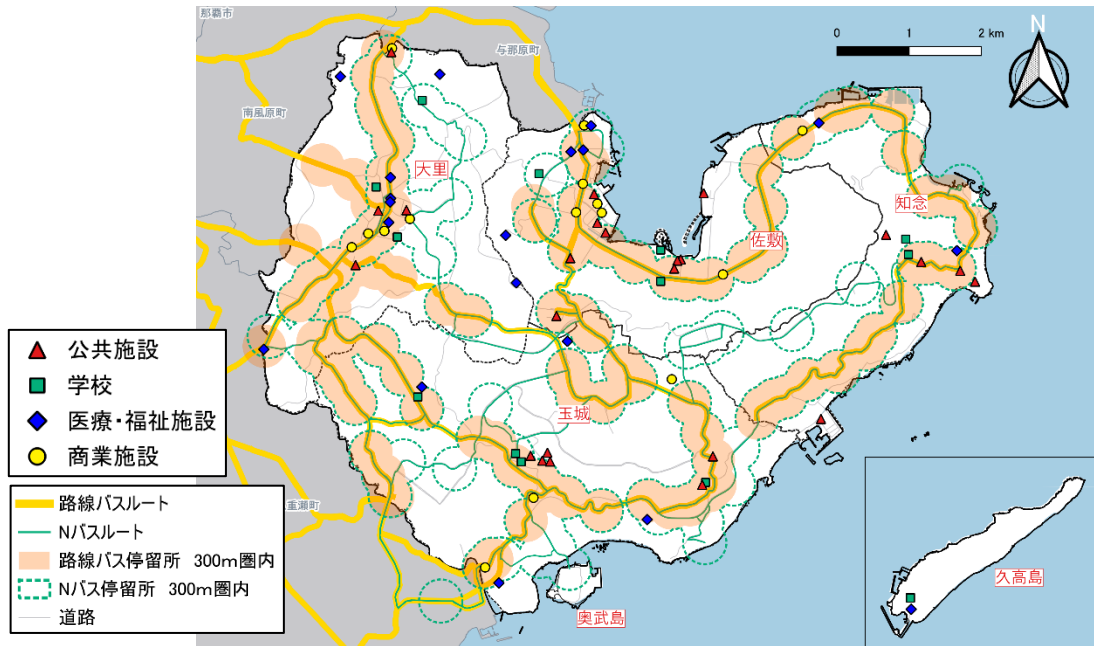 那覇市
与那原町
南風原町
0 1 2 km
N
大里
知念
佐敷
玉城
公共施設
学校
医療・福祉施設
商業施設
路線バスルート
Nバスルート
路線バス停留所 300m圏内
Nバス停留所 300m圏内
道路
重瀬町
奥武島
久高島